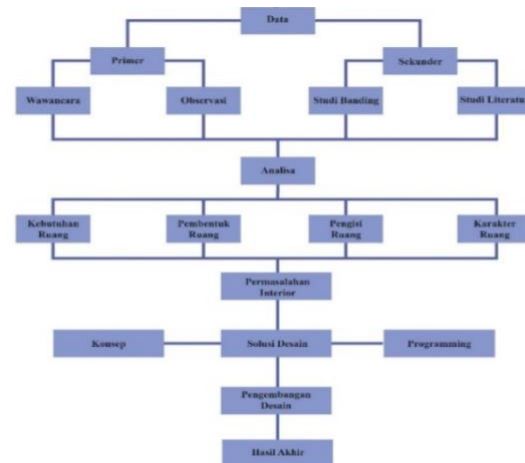 Data
Primer
Sekunder
Wawancara
Observasi
Studi Banding
Studi Literatur
Analisa
Kebutuhan
Ruang
Pembentuk
Ruang
Pengisi
Ruang
Karakter
Ruang
Permasalahan
Interior
Konsep
Solusi Desain
Programming
Pengembangan
Desain
Hasil Akhir